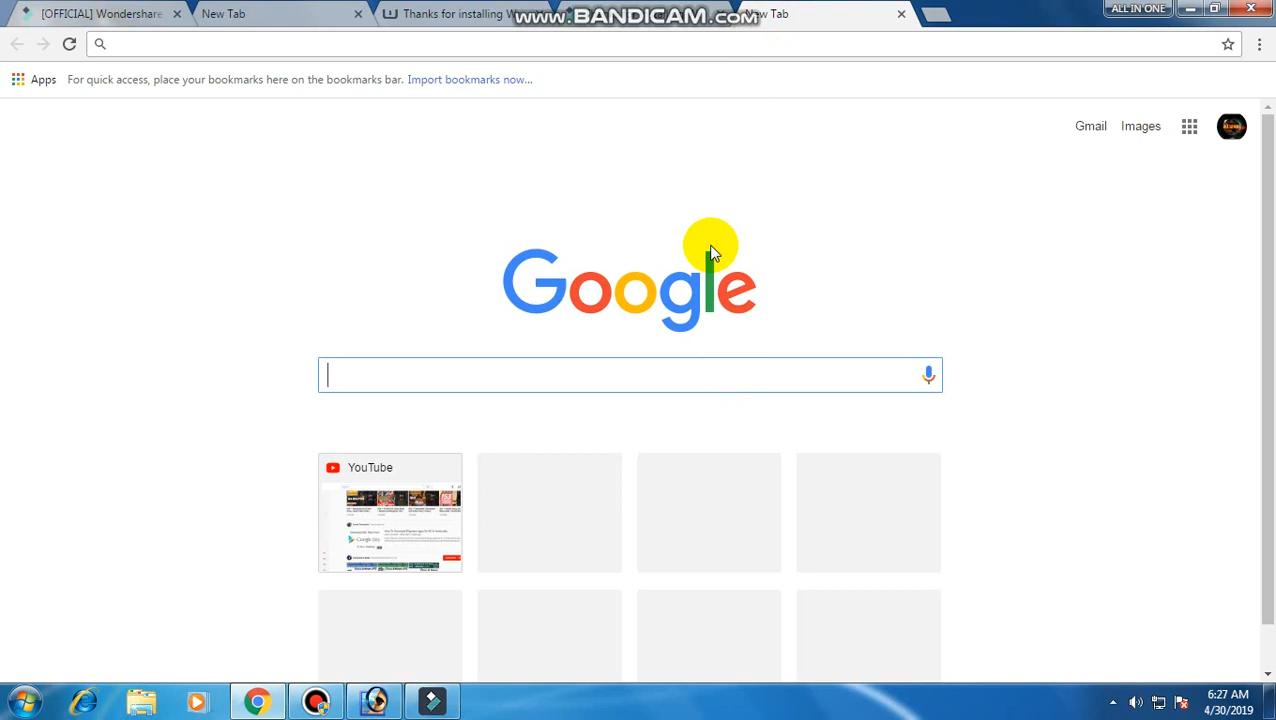 [OFFICIAL] Wondershare
New Tab
Thanks for installing W
www.BANDICAM.com
New Tab
ALL IN ONE
Apps
For quick access, place your bookmarks here on the bookmarks bar. Import bookmarks now...
Gmail
Images
Google
YouTube
6:27 AM
4/30/2019